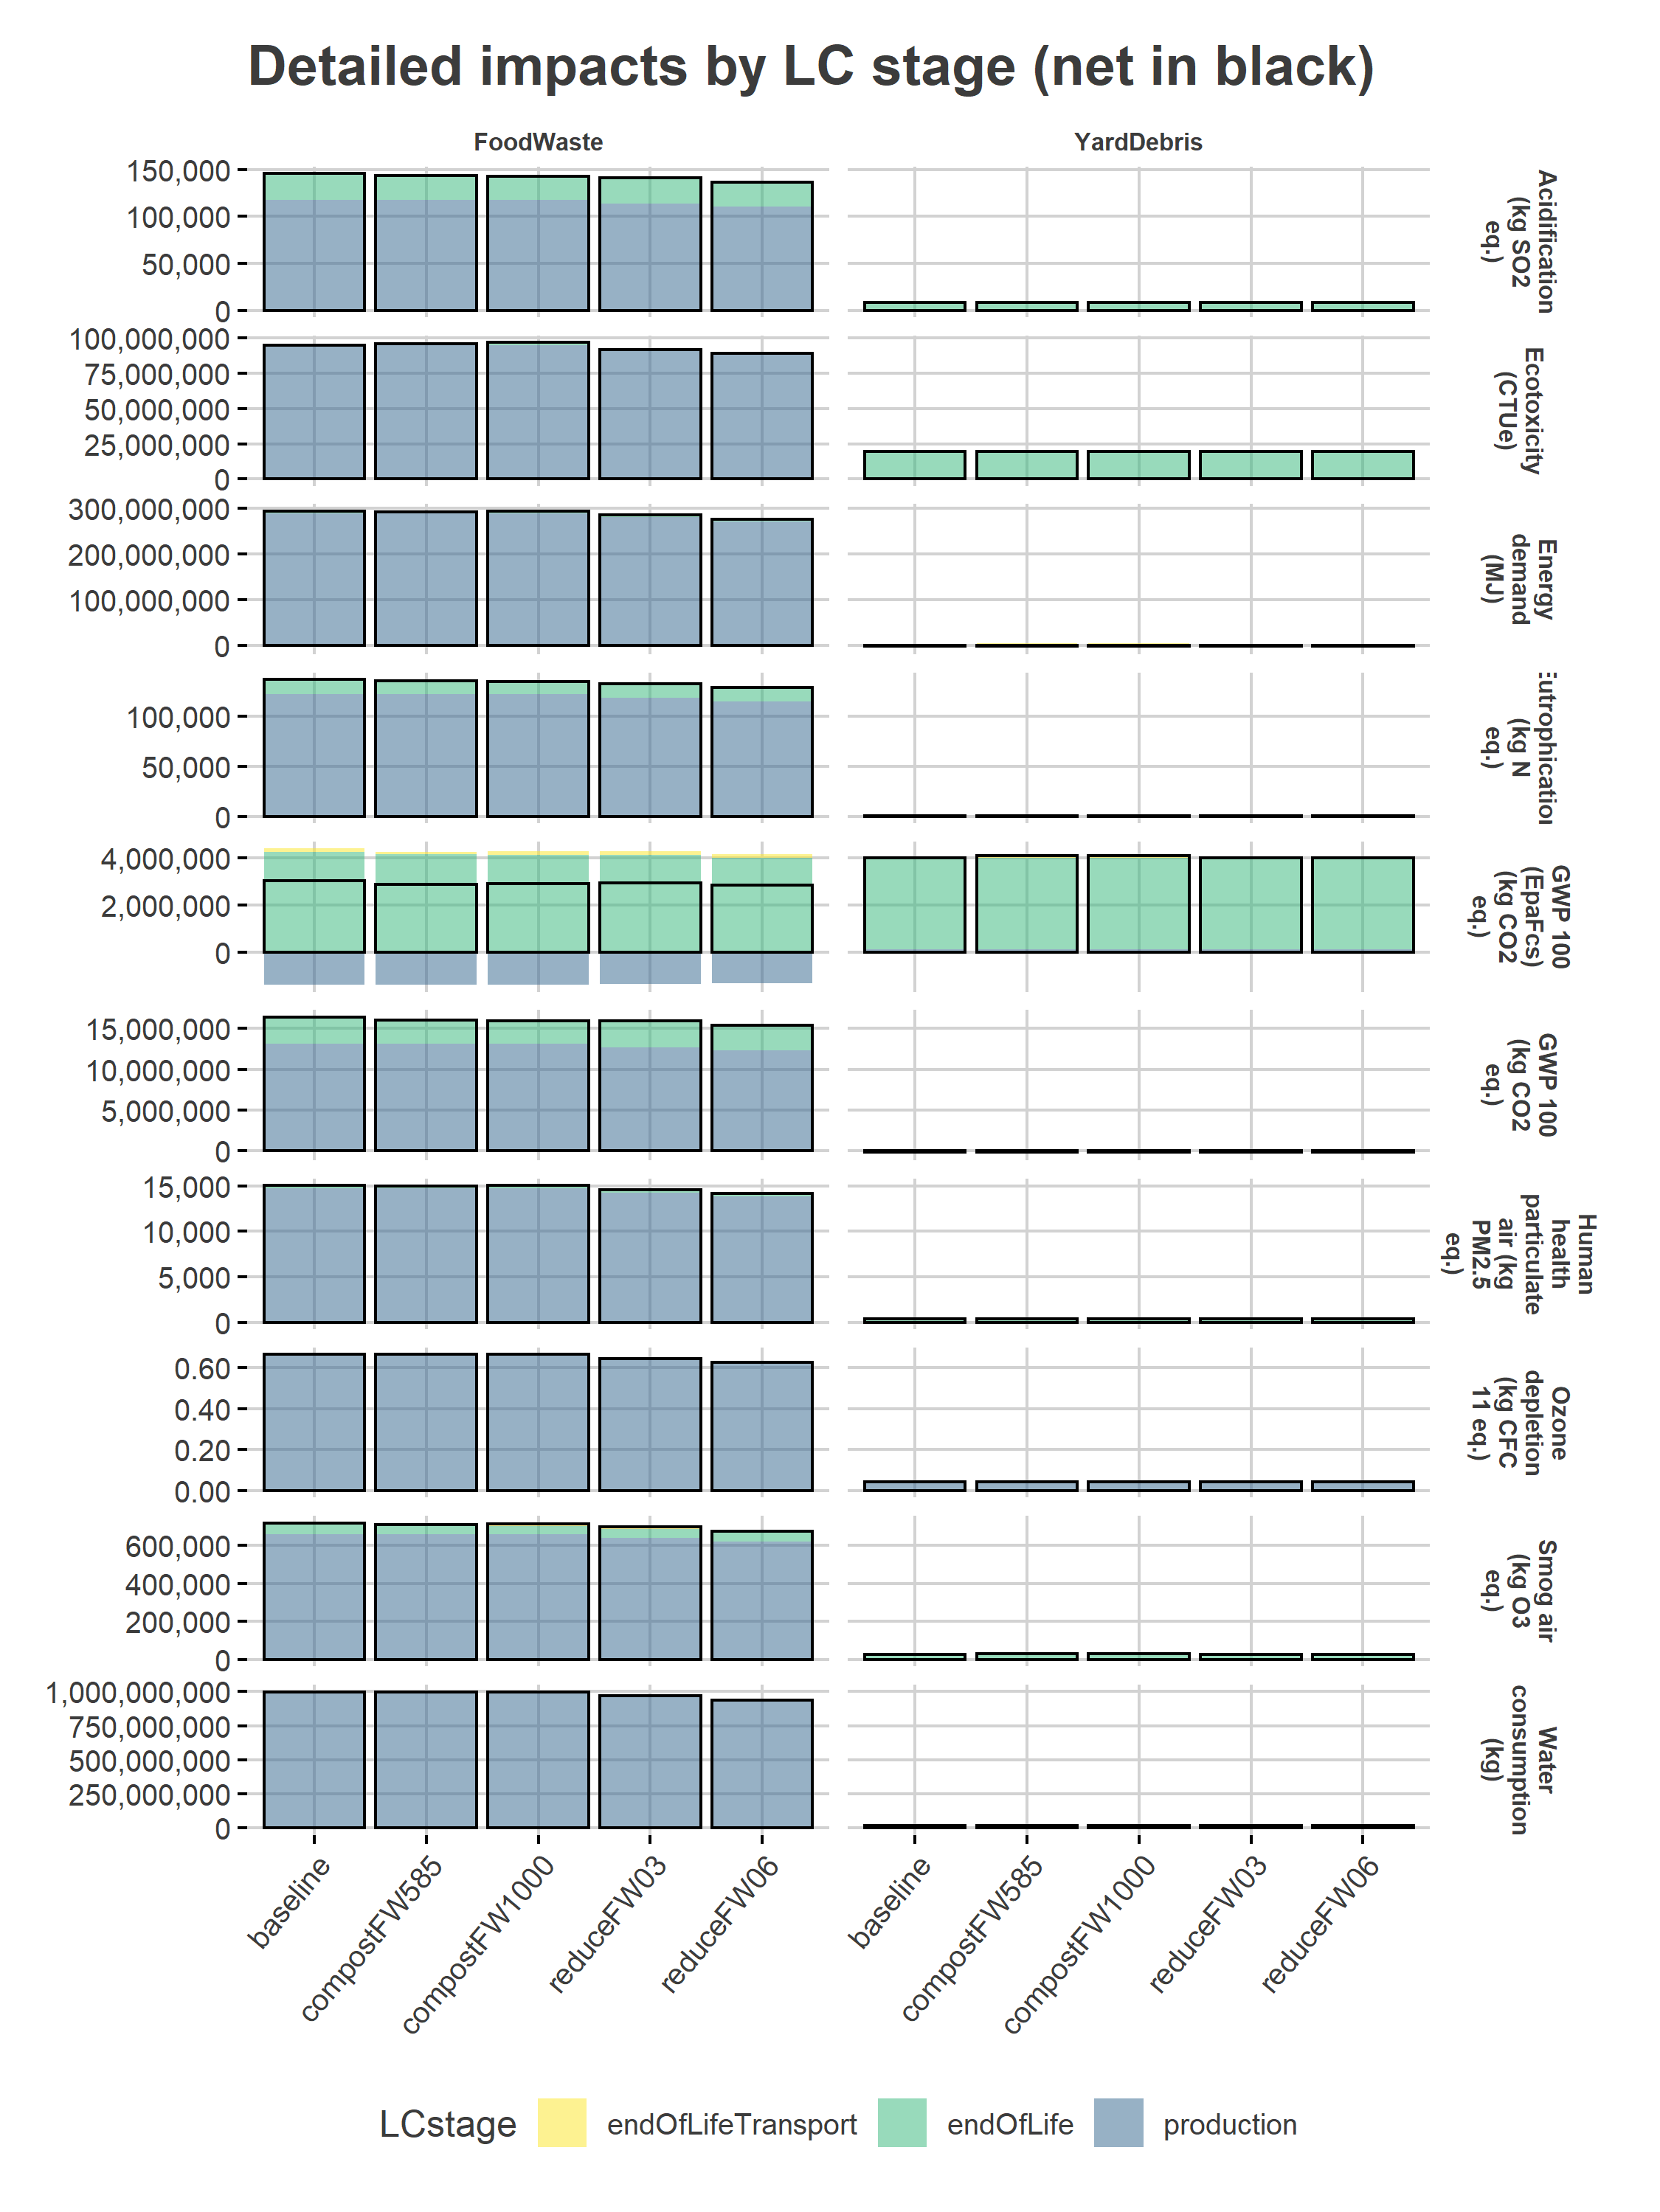 Detailed impacts by LC stage (net in black)
FoodWaste
YardDebris
150,000
100,000
50,000
0
Acidification
(kg SO2
eq.)
100,000,000
75,000,000
50,000,000
25,000,000
0
Ecotoxicity
(CTUe)
300,000,000
200,000,000
100,000,000
0
Energy
demand
(MJ)
100,000
50,000
0
(kg N
eq.)
4,000,000
2,000,000
0
GWP 100
(EpaFcs)
(kg CO2
eq.)
15,000,000
10,000,000
5,000,000
0
GWP 100
(kg CO2
eq.)
15,000
10,000
5,000
0
Human
health
particulate
air (kg
PM2.5
eq.)
0.60
0.40
0.20
0.00
Ozone
depletion
(kg CFC
11 eq.)
600,000
400,000
200,000
0
Smog air
(kg O3
eq.)
1,000,000,000
750,000,000
500,000,000
250,000,000
0
Water
consumption
(kg)
baseline
compostFW585
compostFW1000
reduceFW03
reduceFW06
baseline
compostFW585
compostFW1000
reduceFW03
reduceFW06
LCstage
endOfLifeTransport
endOfLife
production